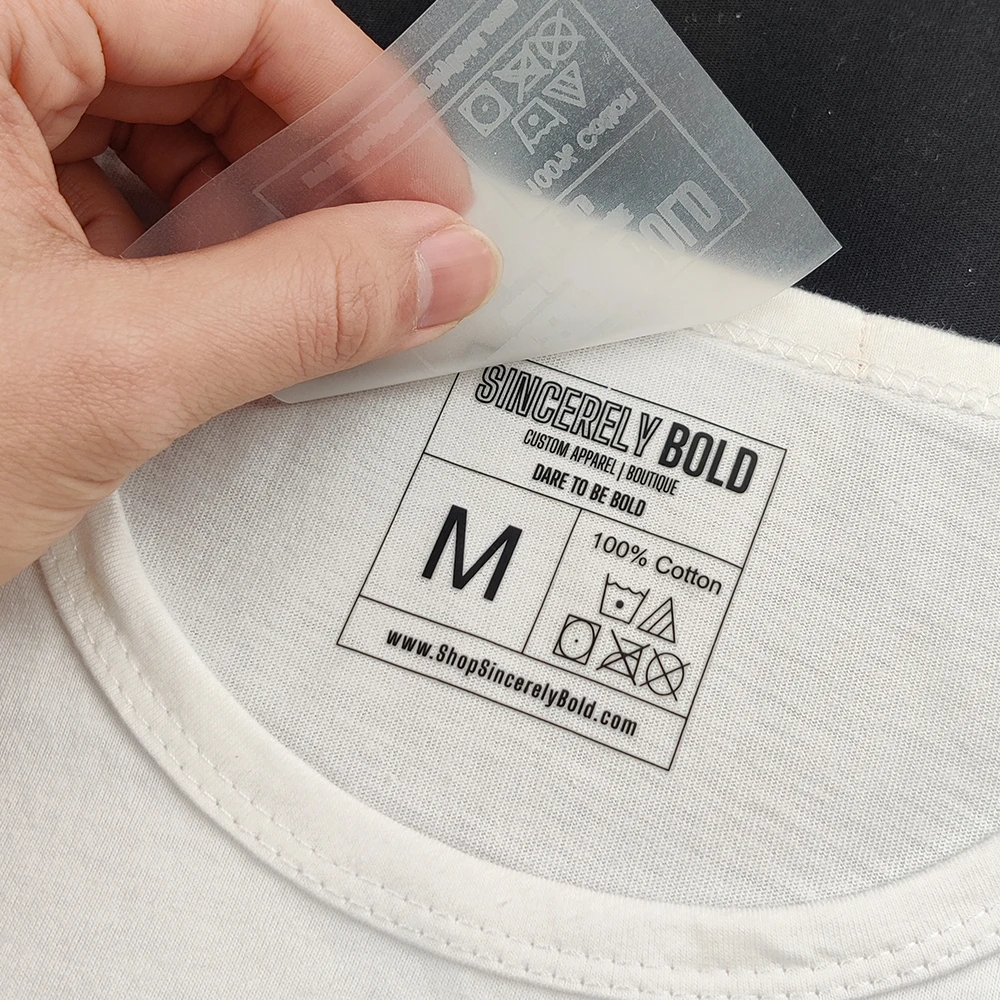 SINCERELY BOLD
CUSTOM APPAREL | BOUTIQUE
DARE TO BE BOLD
M
100% Cotton
www.ShopSincerelyBold.com